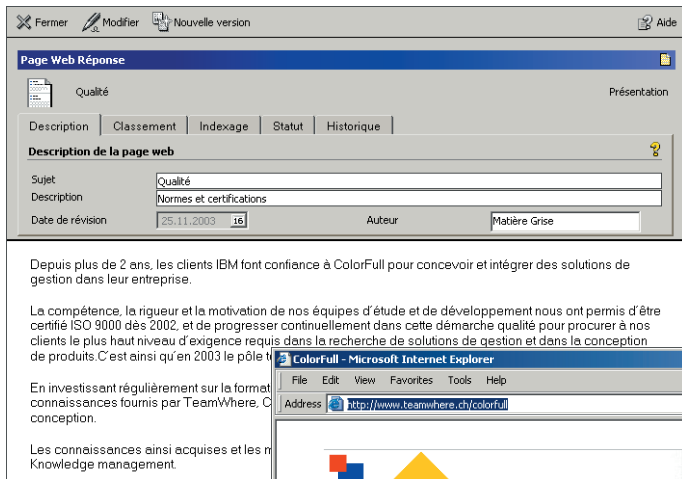 Fermer Modifier Nouvelle version Aide
Page Web Réponse
Qualité Présentation
Description Classement Indexage Statut Historique
Description de la page web
Sujet Qualité
Description Normes et certifications
Date de révision 25.11.2003 16 Auteur Matière Grise
Depuis plus de 2 ans, les clients IBM font confiance à ColorFull pour concevoir et intégrer des solutions de
gestion dans leur entreprise.
La compétence, la rigueur et la motivation de nos équipes d´étude et de développement nous ont permis d´être
certifié ISO 9000 dès 2002, et de progresser continuellement dans cette démarche qualité pour procurer à nos
clients le plus haut niveau d´exigence requis dans la recherche de solutions de gestion et dans la conception
de produits.C´est ainsi qu´en 2003 le pôle
ColorFull - Microsoft Internet Explorer
File Edit View Favorites Tools Help
Address http://www.teamwhere.ch/colorfull
En investissant régulièrement sur la format
connaissances fournis par TeamWhere, C
conception.
Les connaissances ainsi acquises et les m
Knowledge management.